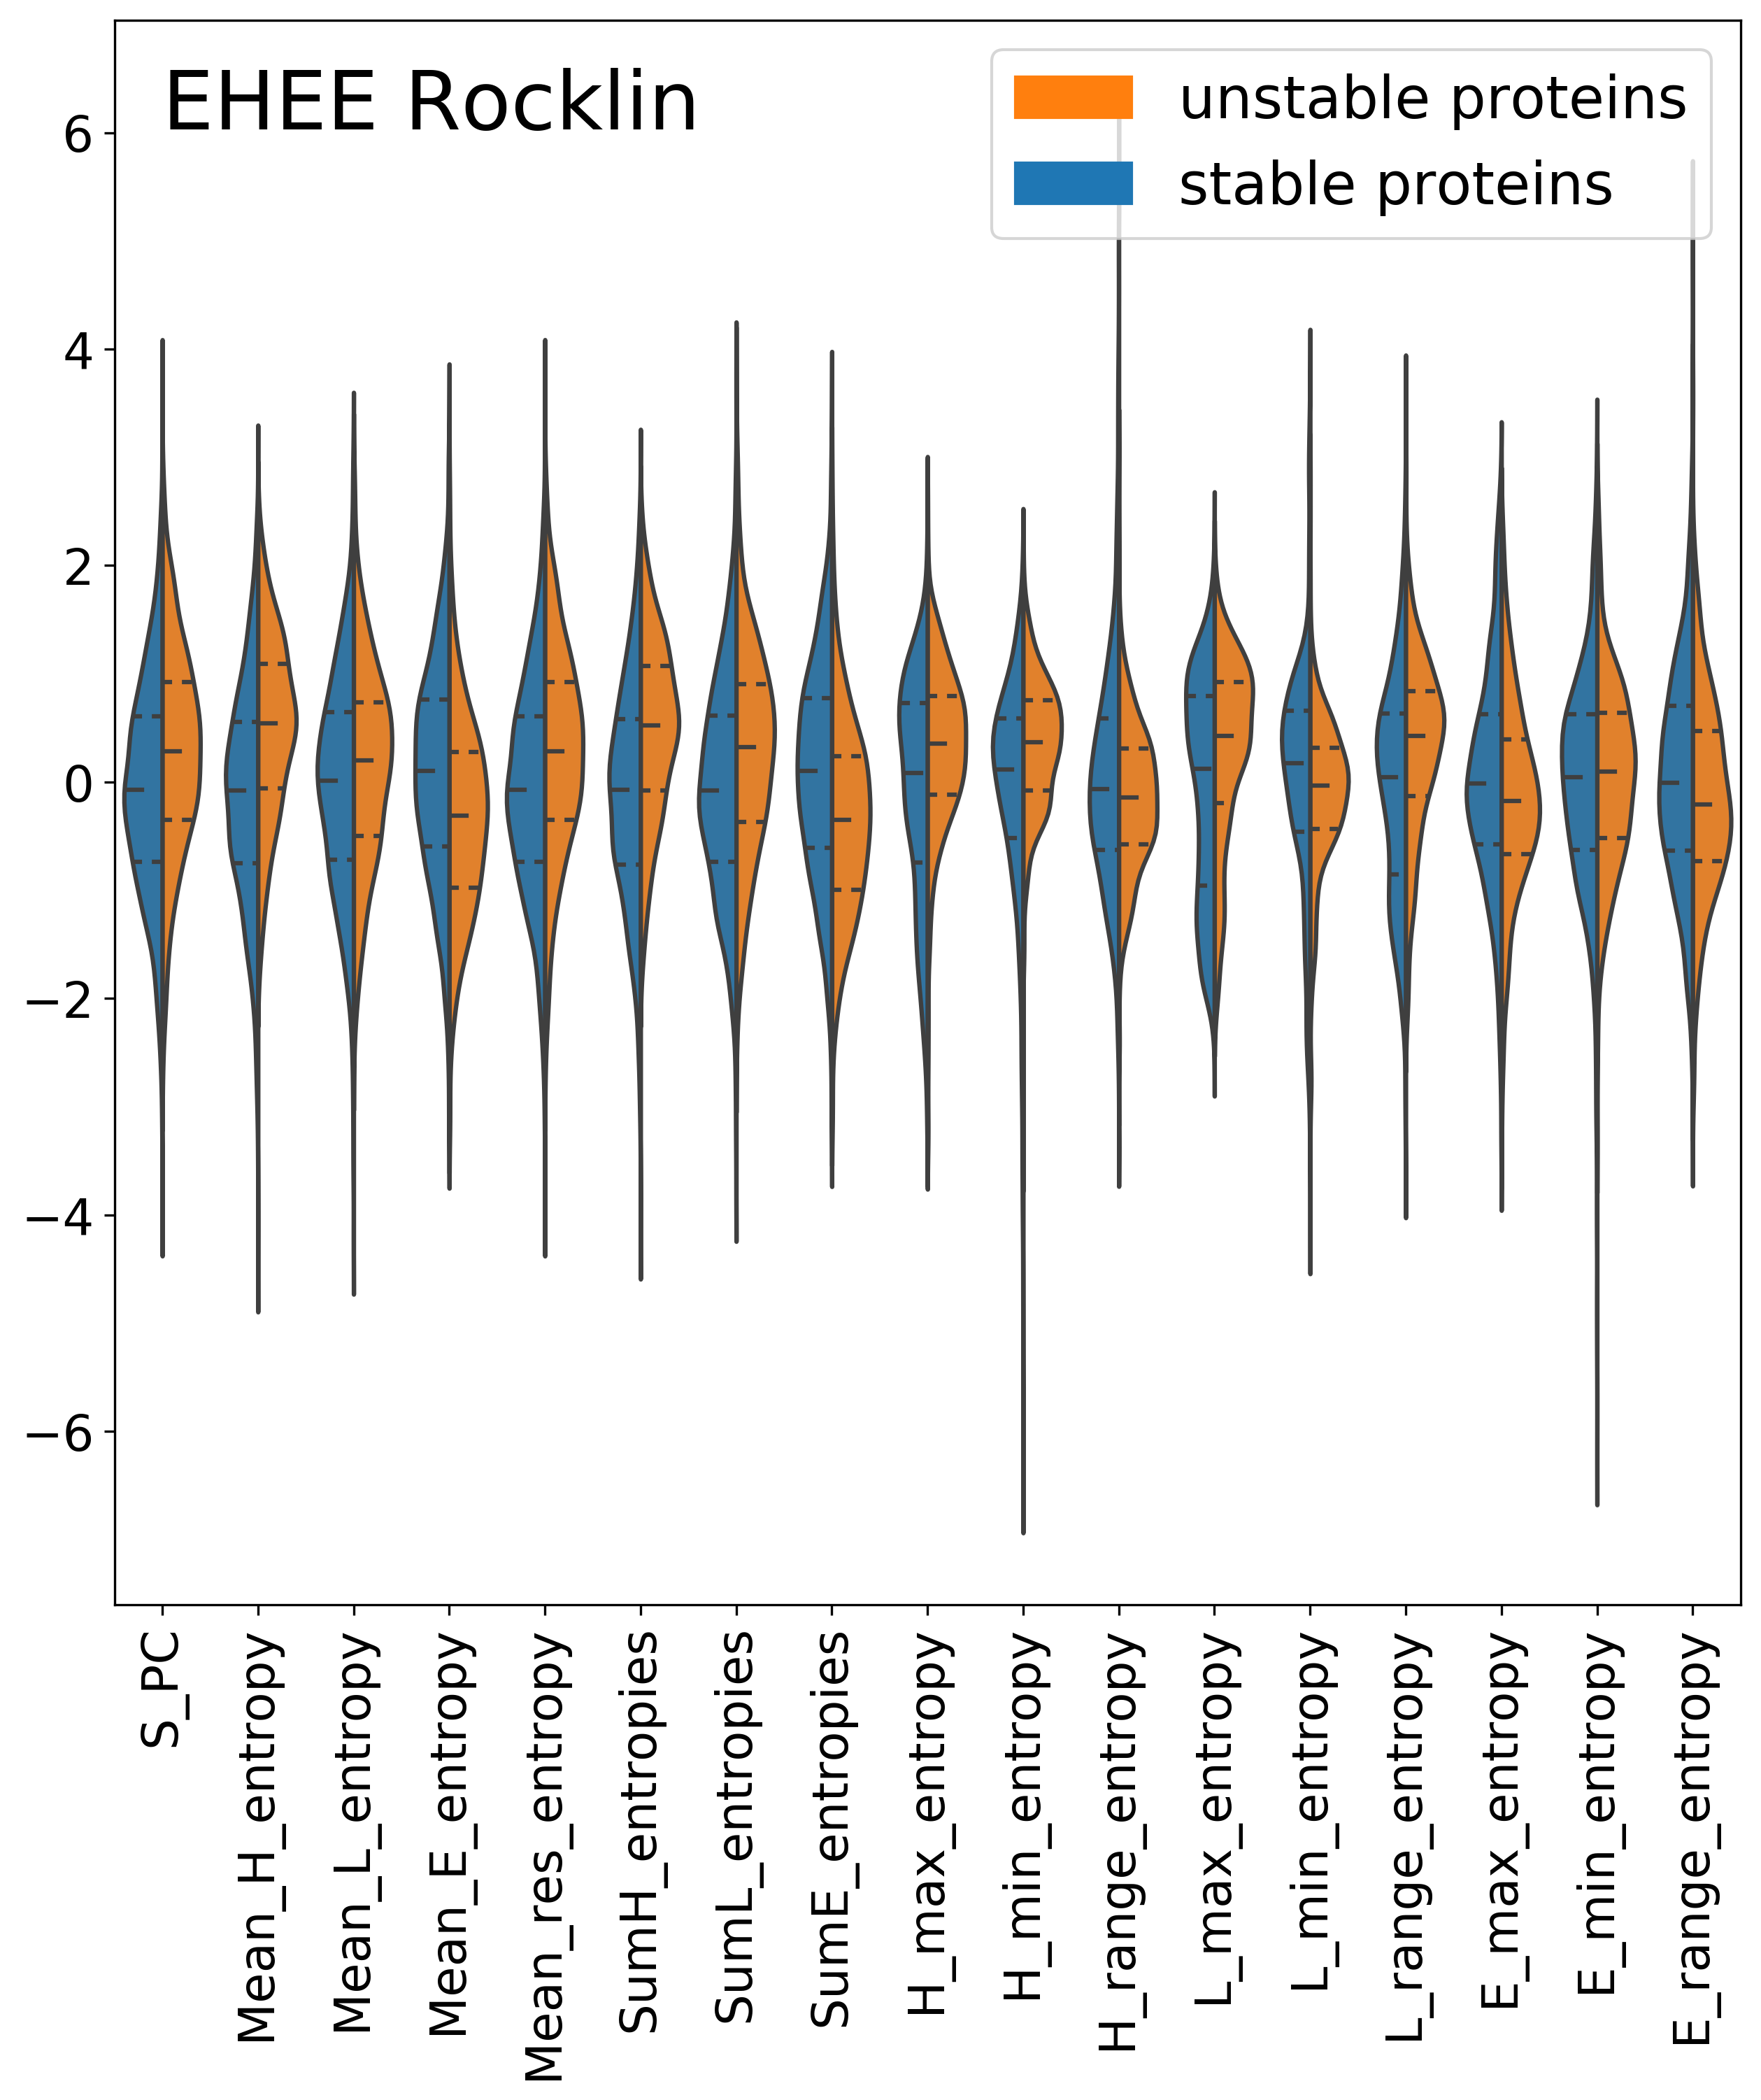 EHEE Rocklin
unstable proteins
stable proteins
6
4
2
0
−2
−4
−6
S_PC
Mean_H_entropy
Mean_L_entropy
Mean_E_entropy
Mean_res_entropy
SumH_entropies
SumL_entropies
SumE_entropies
H_max_entropy
H_min_entropy
H_range_entropy
L_max_entropy
L_min_entropy
L_range_entropy
E_max_entropy
E_min_entropy
E_range_entropy